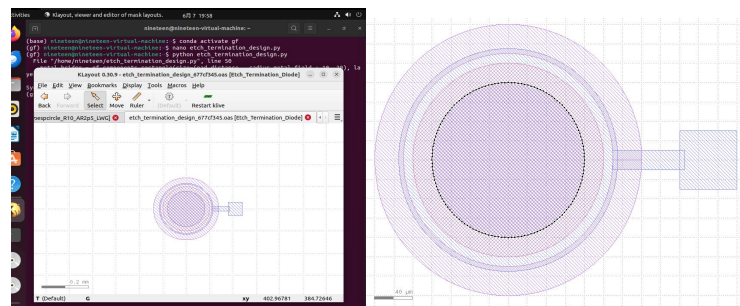 ctivities Klayout, viewer and editor of mask layouts. 6月 7 19:58
nineteen@nineteen-virtual-machine: ~
(base) nineteen@nineteen-virtual-machine:~$ conda activate gf
(gf) nineteen@nineteen-virtual-machine:~$ nano etch_termination_design.py
(gf) nineteen@nineteen-virtual-machine:~$ python etch_termination_design.py
File "/home/nineteen/etch_termination_design.py", line 50
KLayout 0.30.9 - etch_termination_design_677cf345.oas [Etch_Termination_Diode]
File Edit View Bookmarks Display Tools Macros Help
Back Forward Select Move Ruler (Default) Restart klive
nespcircle_R10_AR2p5_LWG] etch_termination_design_677cf345.oas [Etch_Termination_Diode]
0.2 mm
T (Default) G xy 402.96781 384.72646
40 μm